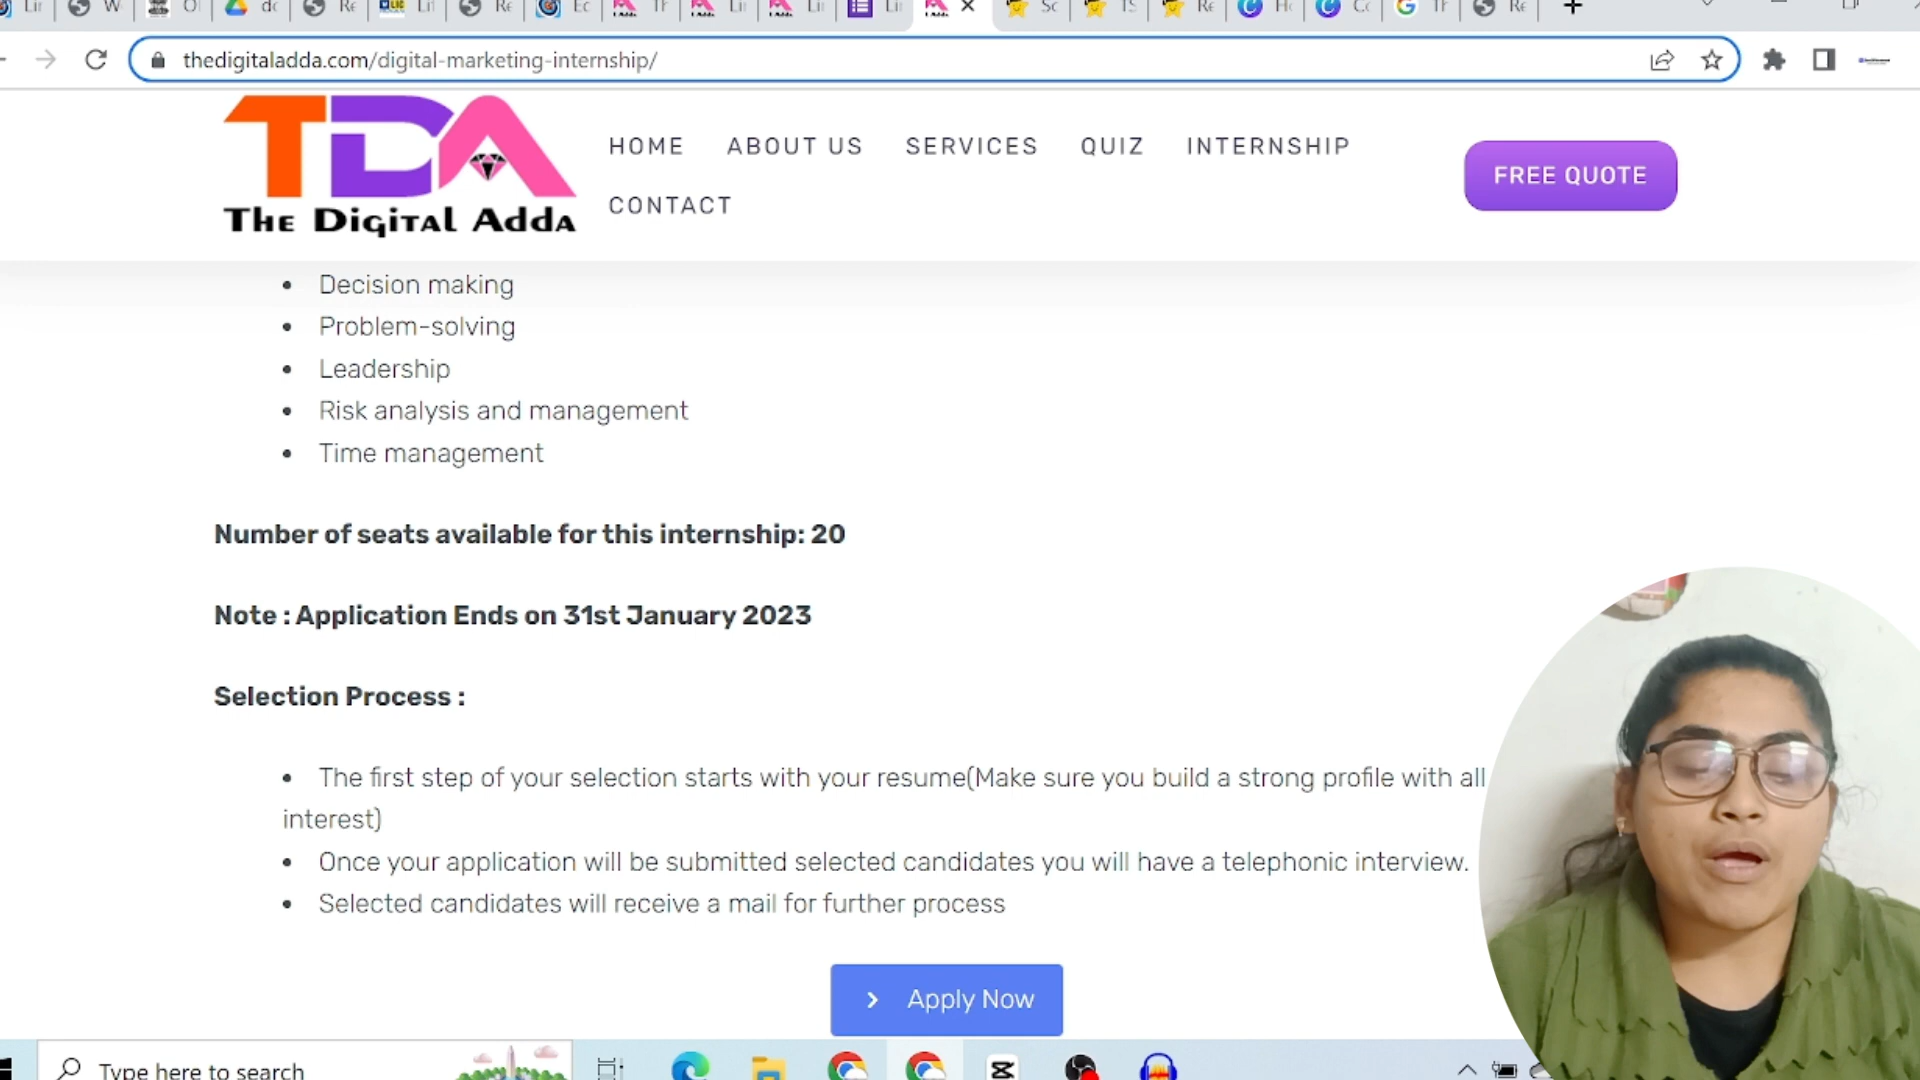 thedigitaladda.com/digital-marketing-internship/
TDA
The Digital Adda
HOME ABOUT US SERVICES QUIZ INTERNSHIP
CONTACT
FREE QUOTE
• Decision making
• Problem-solving
• Leadership
• Risk analysis and management
• Time management
Number of seats available for this internship: 20
Note : Application Ends on 31st January 2023
Selection Process :
• The first step of your selection starts with your resume(Make sure you build a strong profile with all
interest)
• Once your application will be submitted selected candidates you will have a telephonic interview.
• Selected candidates will receive a mail for further process
Apply Now
Type here to search